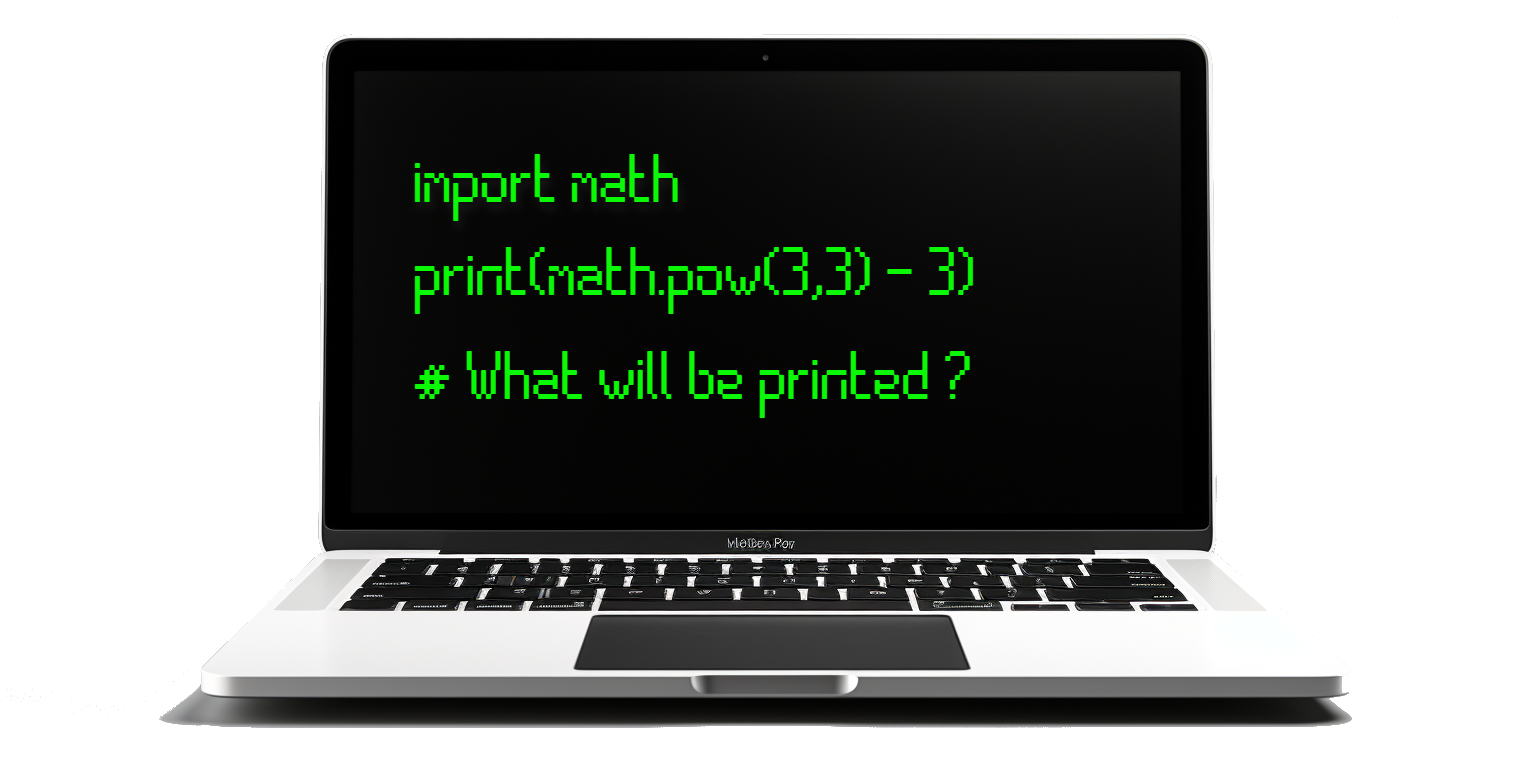 import math
print(math.pow(3,3) - 3)
# What will be printed ?